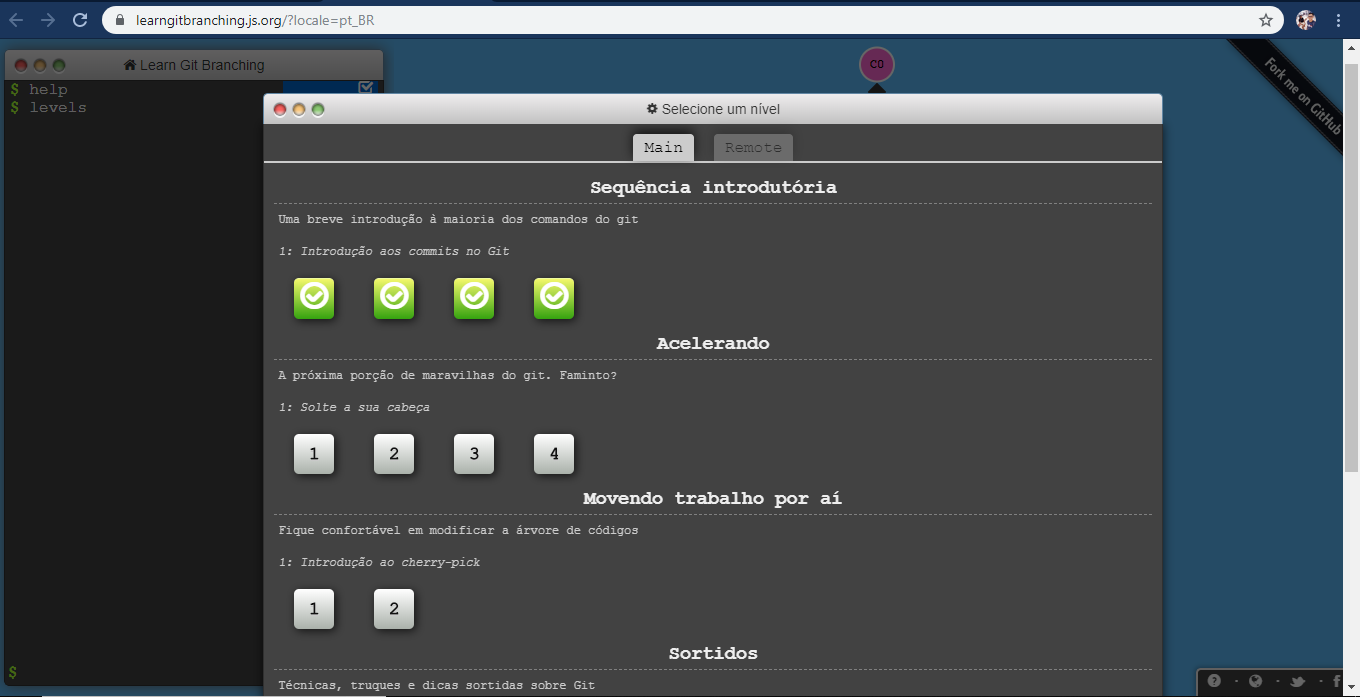 learngitbranching.js.org/?locale=pt_BR
Learn Git Branching
$ help
$ levels
$
C0
Fork me on GitHub
Selecione um nível
Main
Remote
Sequência introdutória
Uma breve introdução à maioria dos comandos do git
1: Introdução aos commits no Git
Acelerando
A próxima porção de maravilhas do git. Faminto?
1: Solte a sua cabeça
1 2 3 4
Movendo trabalho por aí
Fique confortável em modificar a árvore de códigos
1: Introdução ao cherry-pick
1 2
Sortidos
Técnicas, truques e dicas sortidas sobre Git